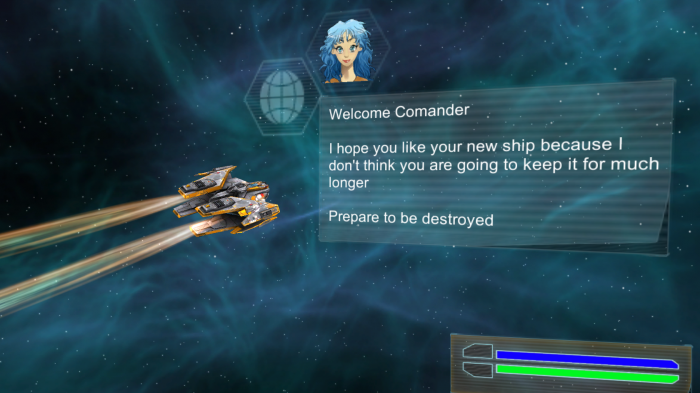 Welcome Comander
I hope you like your new ship because I
don't think you are going to keep it for much
longer
Prepare to be destroyed